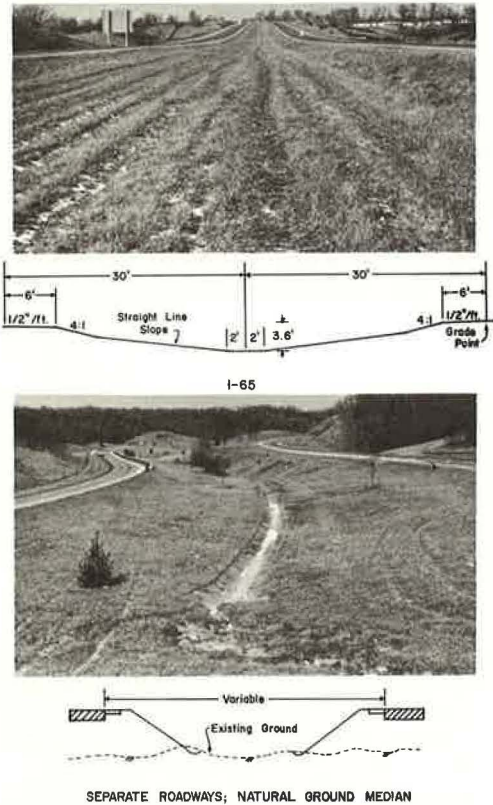 30' 30'
6' 6'
1/2"/ft. 4:1 Straight Line Slope 2' 2' 3.6' 4:1 1/2"/ft. Grade Point
I-65
Variable
Existing Ground
SEPARATE ROADWAYS; NATURAL GROUND MEDIAN